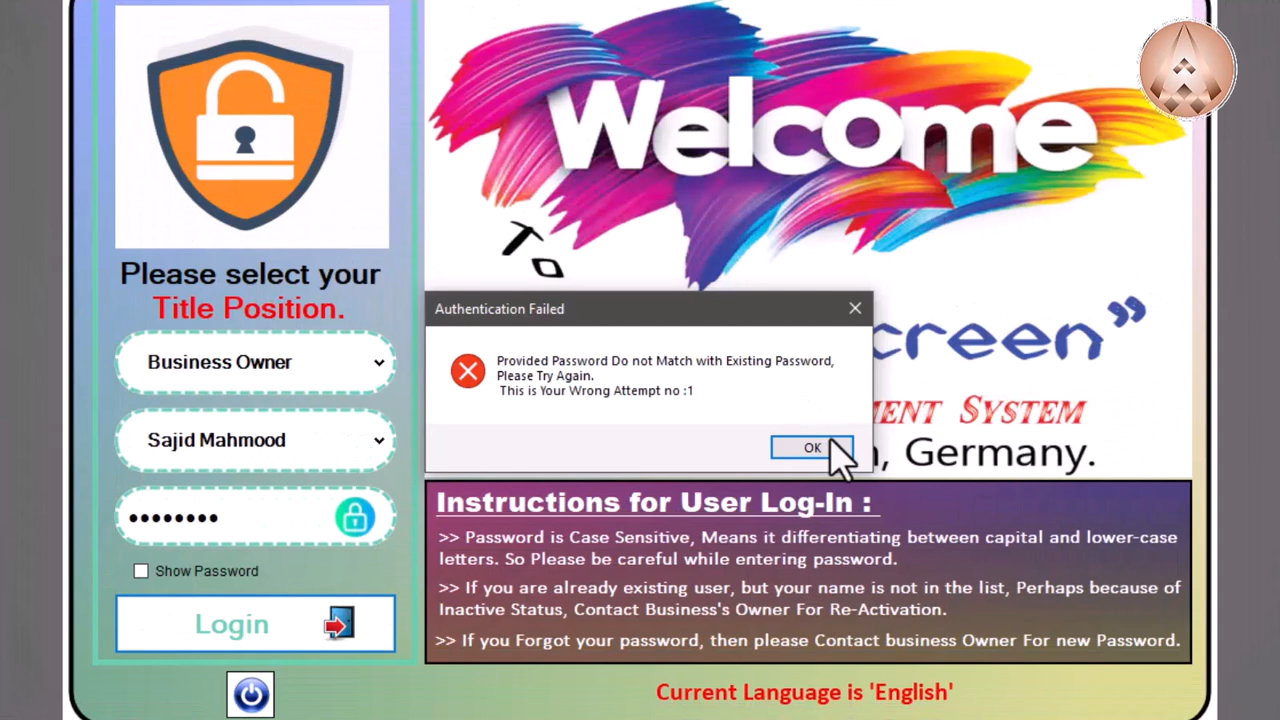 Welcome
To
creen”
MENT SYSTEM
, Germany.
Please select your
Title Position.
Business Owner
Sajid Mahmood
••••••••
Show Password
Login
Authentication Failed
Provided Password Do not Match with Existing Password,
Please Try Again.
This is Your Wrong Attempt no :1
OK
Instructions for User Log-In :
>> Password is Case Sensitive, Means it differentiating between capital and lower-case
letters. So Please be careful while entering password.
>> If you are already existing user, but your name is not in the list, Perhaps because of
Inactive Status, Contact Business's Owner For Re-Activation.
>> If you Forgot your password, then please Contact business Owner For new Password.
Current Language is 'English'